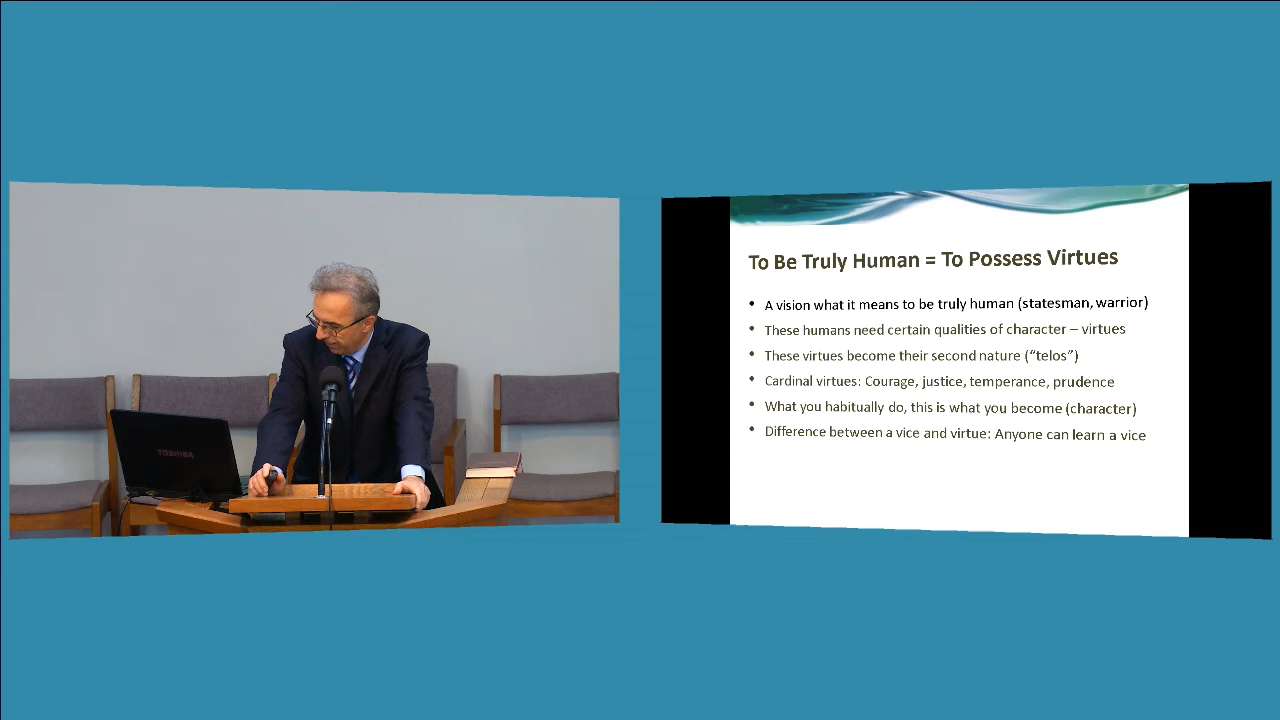 TOSHIBA
To Be Truly Human = To Possess Virtues
• A vision what it means to be truly human (statesman, warrior)
• These humans need certain qualities of character – virtues
• These virtues become their second nature (“telos”)
• Cardinal virtues: Courage, justice, temperance, prudence
• What you habitually do, this is what you become (character)
• Difference between a vice and virtue: Anyone can learn a vice